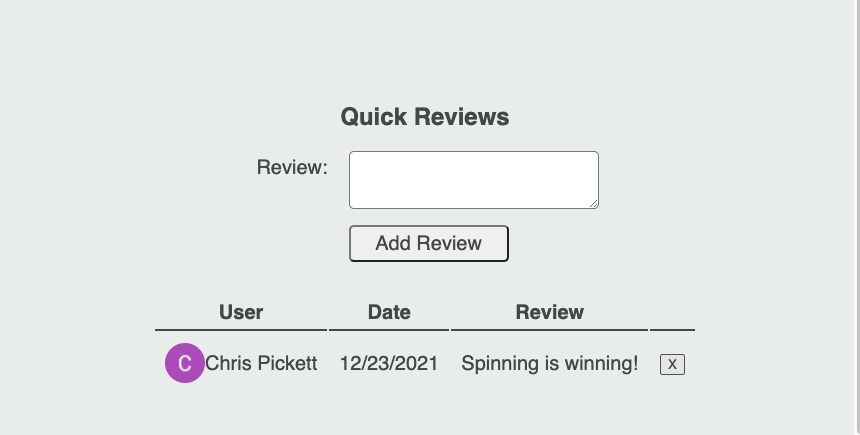 Quick Reviews
Review:
Add Review
User Date Review
C Chris Pickett 12/23/2021 Spinning is winning! X